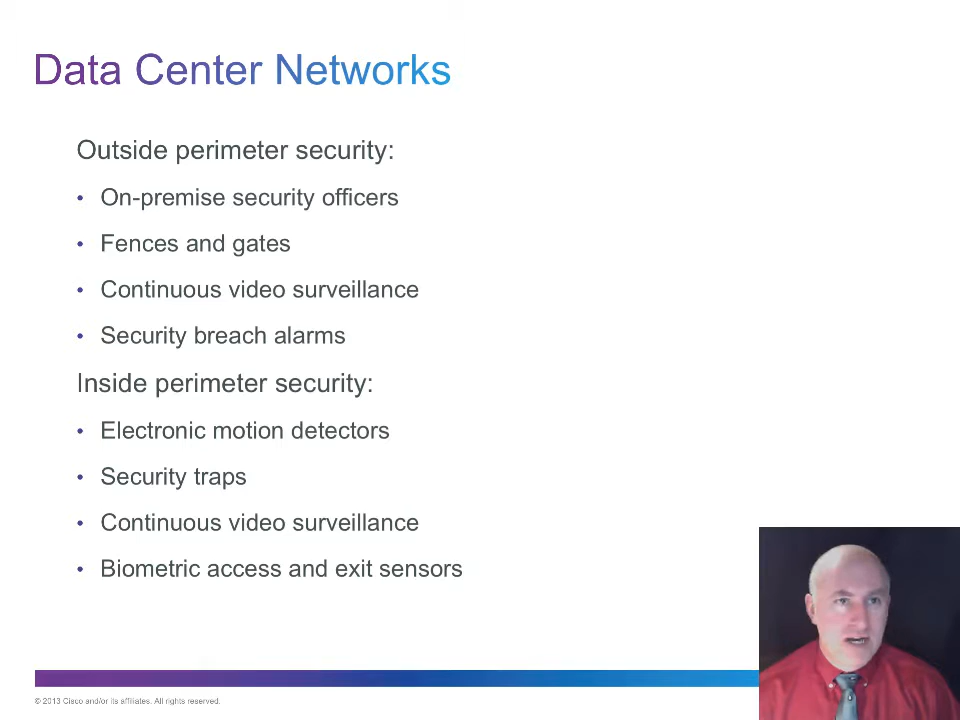 Data Center Networks
Outside perimeter security:
• On-premise security officers
• Fences and gates
• Continuous video surveillance
• Security breach alarms
Inside perimeter security:
• Electronic motion detectors
• Security traps
• Continuous video surveillance
• Biometric access and exit sensors
© 2013 Cisco and/or its affiliates. All rights reserved.